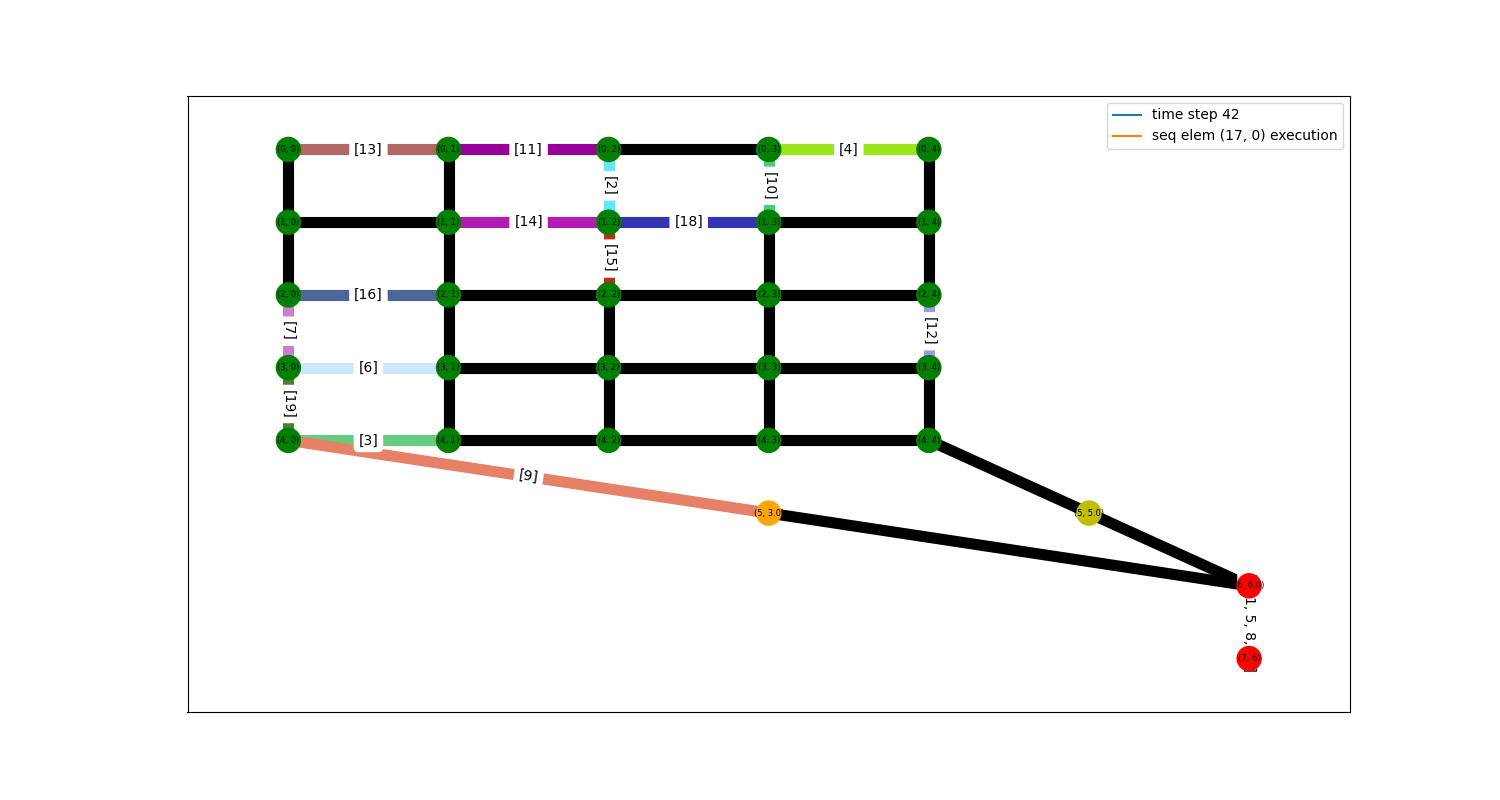 time step 42
seq elem (17, 0) execution
(0, 0) [13] (0, 1) [11] (0, 2) (0, 3) [4] (0, 4)
[2] [10]
(1, 0) (1, 1) [14] (1, 2) [18] (1, 3) (1, 4)
[15]
(2, 0) [16] (2, 1) (2, 2) (2, 3) (2, 4)
[7] [12]
(3, 0) [6] (3, 1) (3, 2) (3, 3) (3, 4)
[19]
(4, 0) [3] (4, 1) (4, 2) (4, 3) (4, 4)
[9]
(5, 3.0) (5, 5.0)
(6, 6.0)
1, 5, 8,
(7, 6)